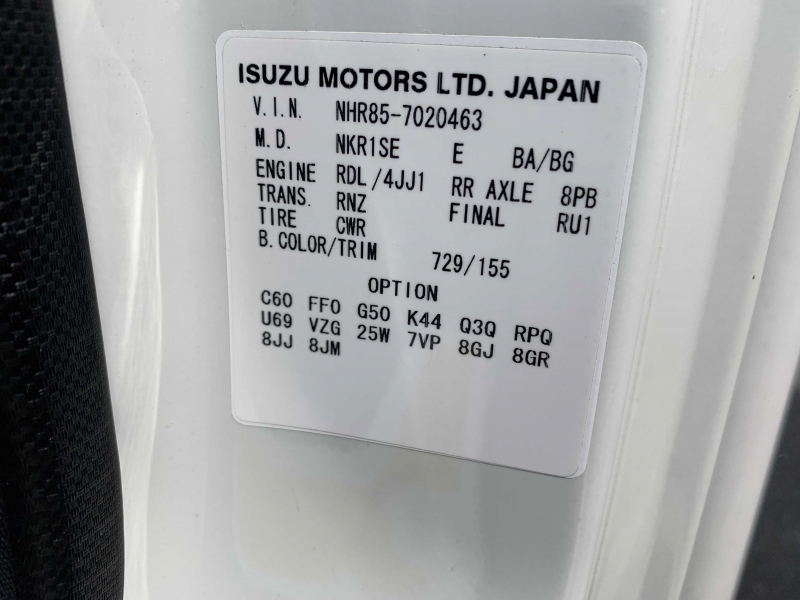 ISUZU MOTORS LTD. JAPAN
V.I.N. NHR85-7020463
M.D. NKR1SE E BA/BG
ENGINE RDL/4JJ1 RR AXLE 8PB
TRANS. RNZ FINAL RU1
TIRE CWR
B.COLOR/TRIM 729/155
OPTION
C60 FF0 G50 K44 Q3Q RPQ
U69 VZG 25W 7VP 8GJ 8GR
8JJ 8JM